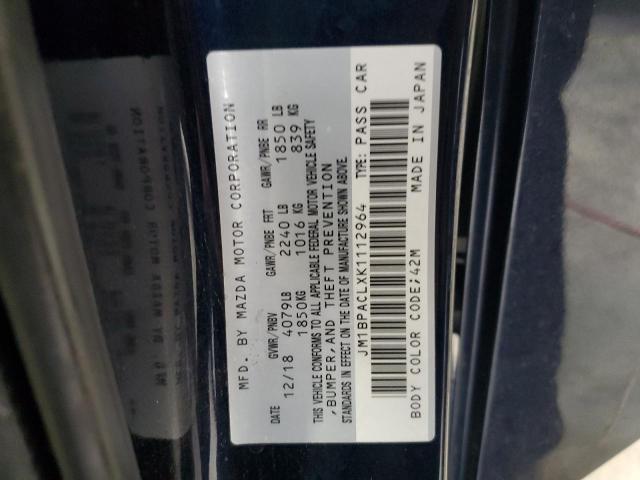 MFD. BY MAZDA MOTOR CORPORATION
DATE GVWR/PNBV GAWR/PNBE FRT GAWR/PNBE RR
12/18 4079LB 2240 LB 1850 LB
1850KG 1016 KG 839 KG
THIS VEHICLE CONFORMS TO ALL APPLICABLE FEDERAL MOTOR VEHICLE SAFETY
,BUMPER,AND THEFT PREVENTION
STANDARDS IN EFFECT ON THE DATE OF MANUFACTURE SHOWN ABOVE.
JM1BPACLXK1112964 TYPE: PASS CAR
BODY COLOR CODE;42M MADE IN JAPAN